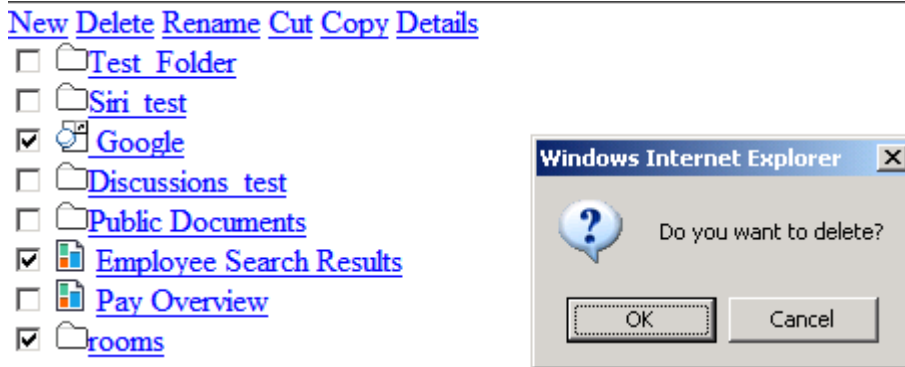 New Delete Rename Cut Copy Details
Test_Folder
Siri_test
Google
Discussions_test
Public Documents
Employee Search Results
Pay Overview
rooms
Windows Internet Explorer
Do you want to delete?
OK Cancel